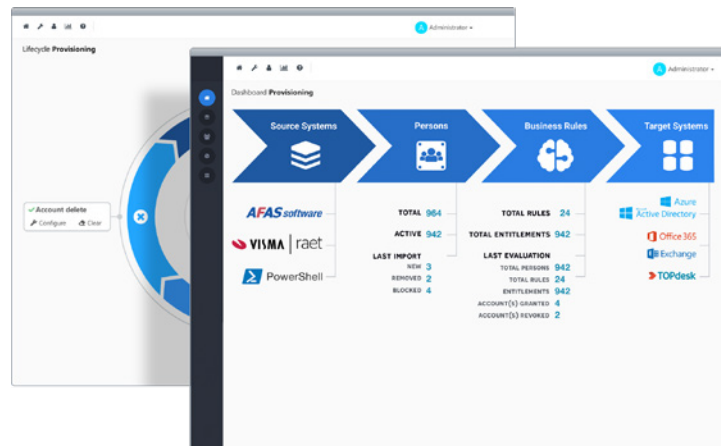 Administrator
Lifecycle Provisioning
Account delete
Configure Clear
Administrator
Dashboard Provisioning
Source Systems Persons Business Rules Target Systems
AFAS software
VISMA | raet
PowerShell
TOTAL 964
ACTIVE 942
LAST IMPORT
NEW 3
REMOVED 2
BLOCKED 4
TOTAL RULES 24
TOTAL ENTITLEMENTS 942
LAST EVALUATION
TOTAL PERSONS 942
TOTAL RULES 24
ENTITLEMENTS 942
ACCOUNT(S) GRANTED 4
ACCOUNT(S) REVOKED 2
Azure
Active Directory
Office 365
Exchange
TOPdesk